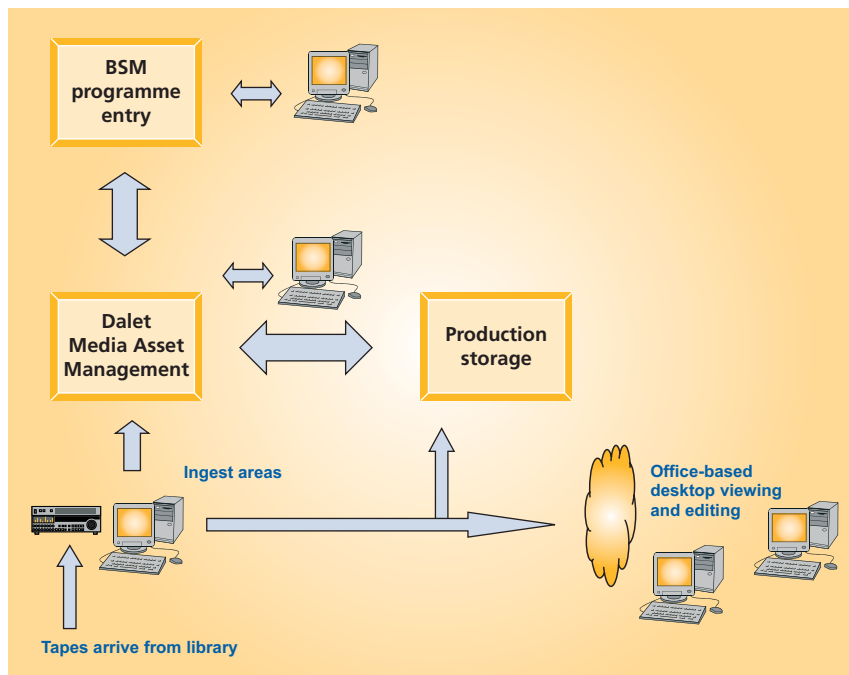 BSM
programme
entry
Dalet
Media Asset
Management
Production
storage
Ingest areas
Office-based
desktop viewing
and editing
Tapes arrive from library